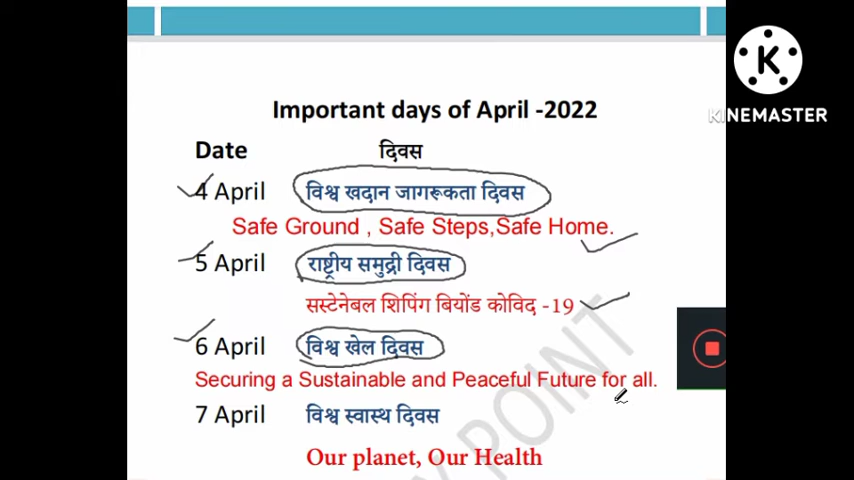 Important days of April -2022
Date दिवस
4 April विश्व खदान जागरूकता दिवस
Safe Ground , Safe Steps,Safe Home.
5 April राष्ट्रीय समुद्री दिवस
सस्टेनेबल शिपिंग बियोंड कोविद -19
6 April विश्व खेल दिवस
Securing a Sustainable and Peaceful Future for all.
7 April विश्व स्वास्थ दिवस
Our planet, Our Health
K
KINEMASTER
POINT